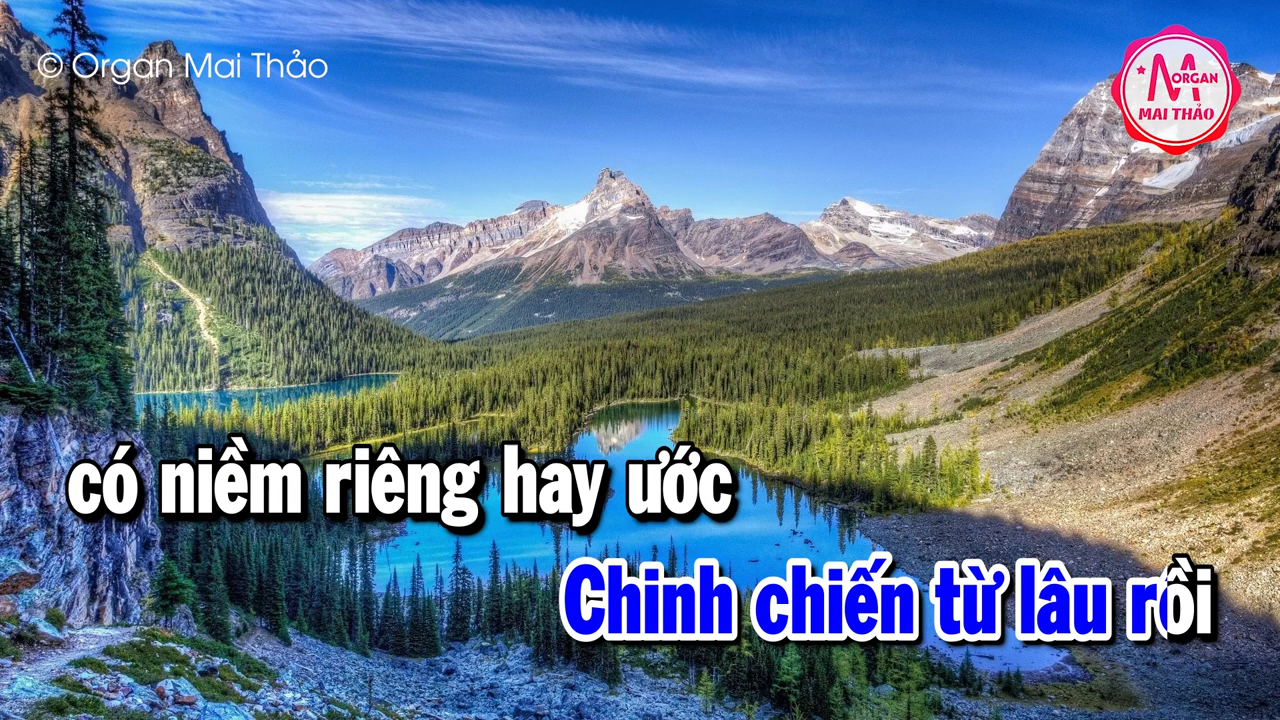 © Organ Mai Thảo
M
ORGAN
MAI THẢO
có niềm riêng hay ước
Chinh chiến từ lâu rồi